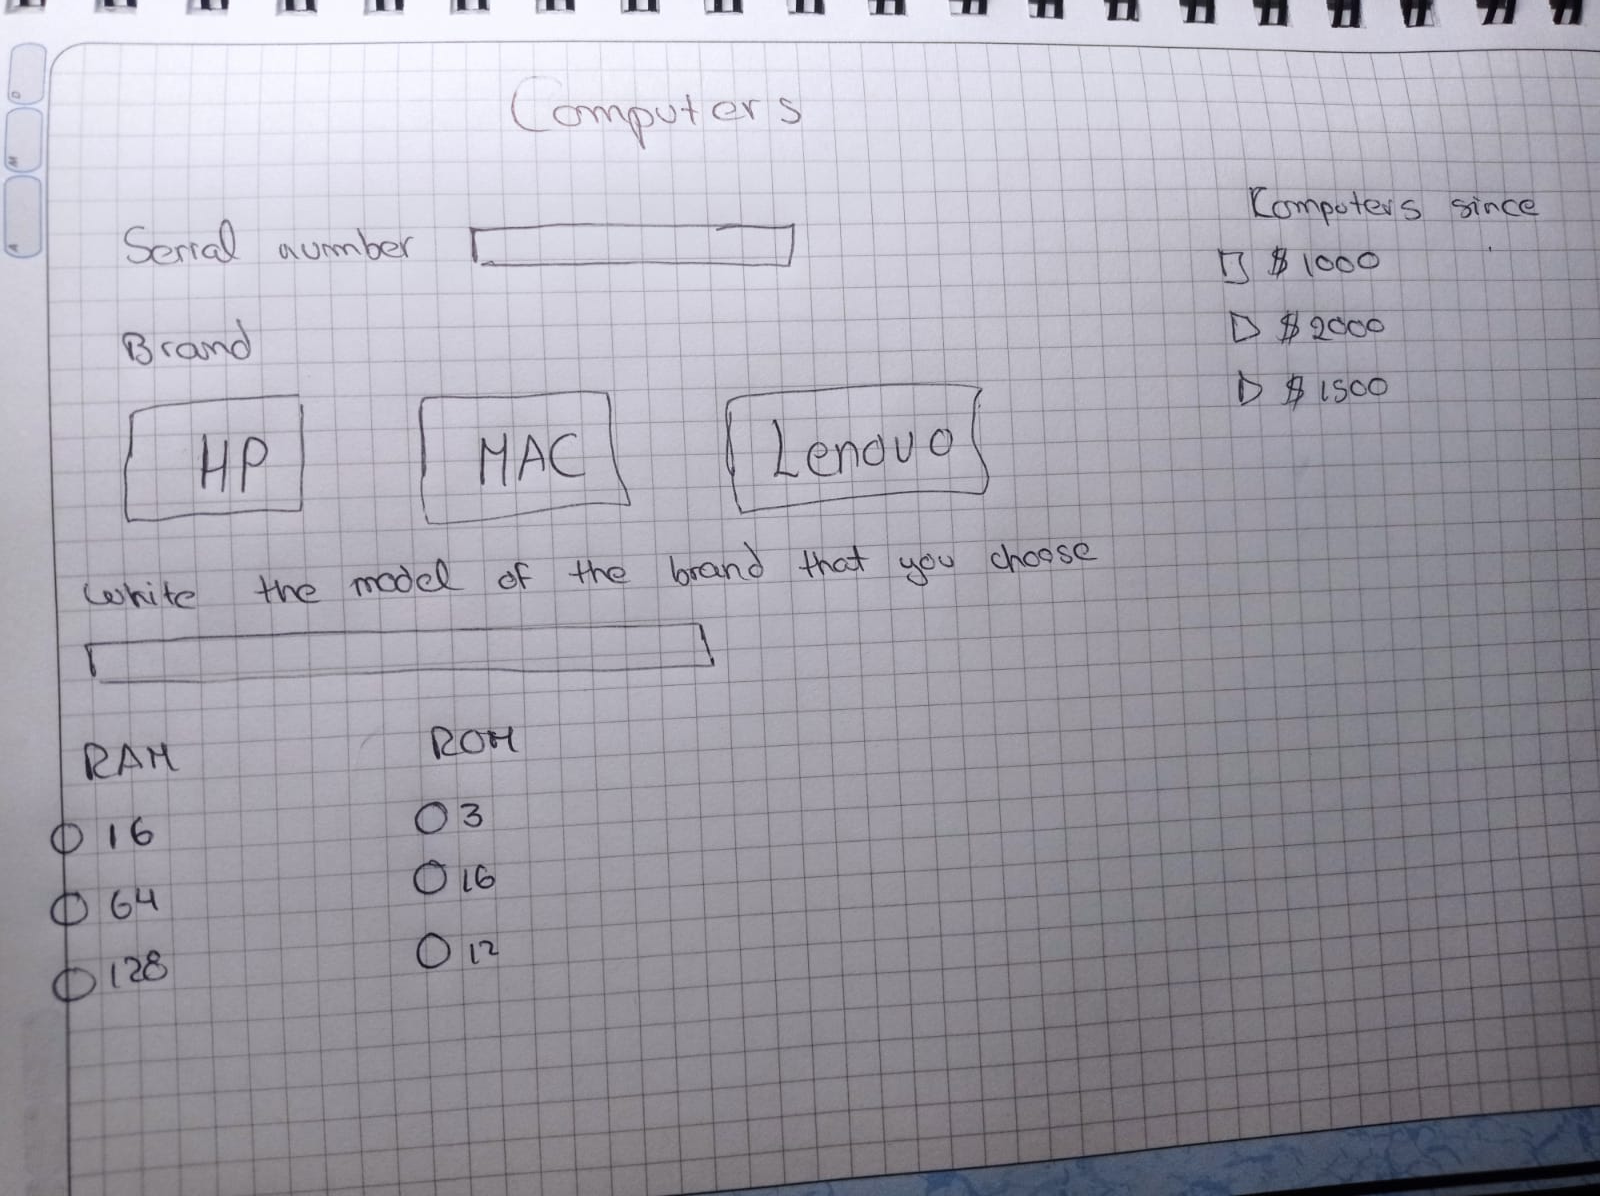 Computers
Serial number
Brand
HP
MAC
Lenovo
White the model of the brand that you choose
RAM
16
64
128
ROM
3
16
12
Computers since
$1000
$2000
$1500
D
M
A